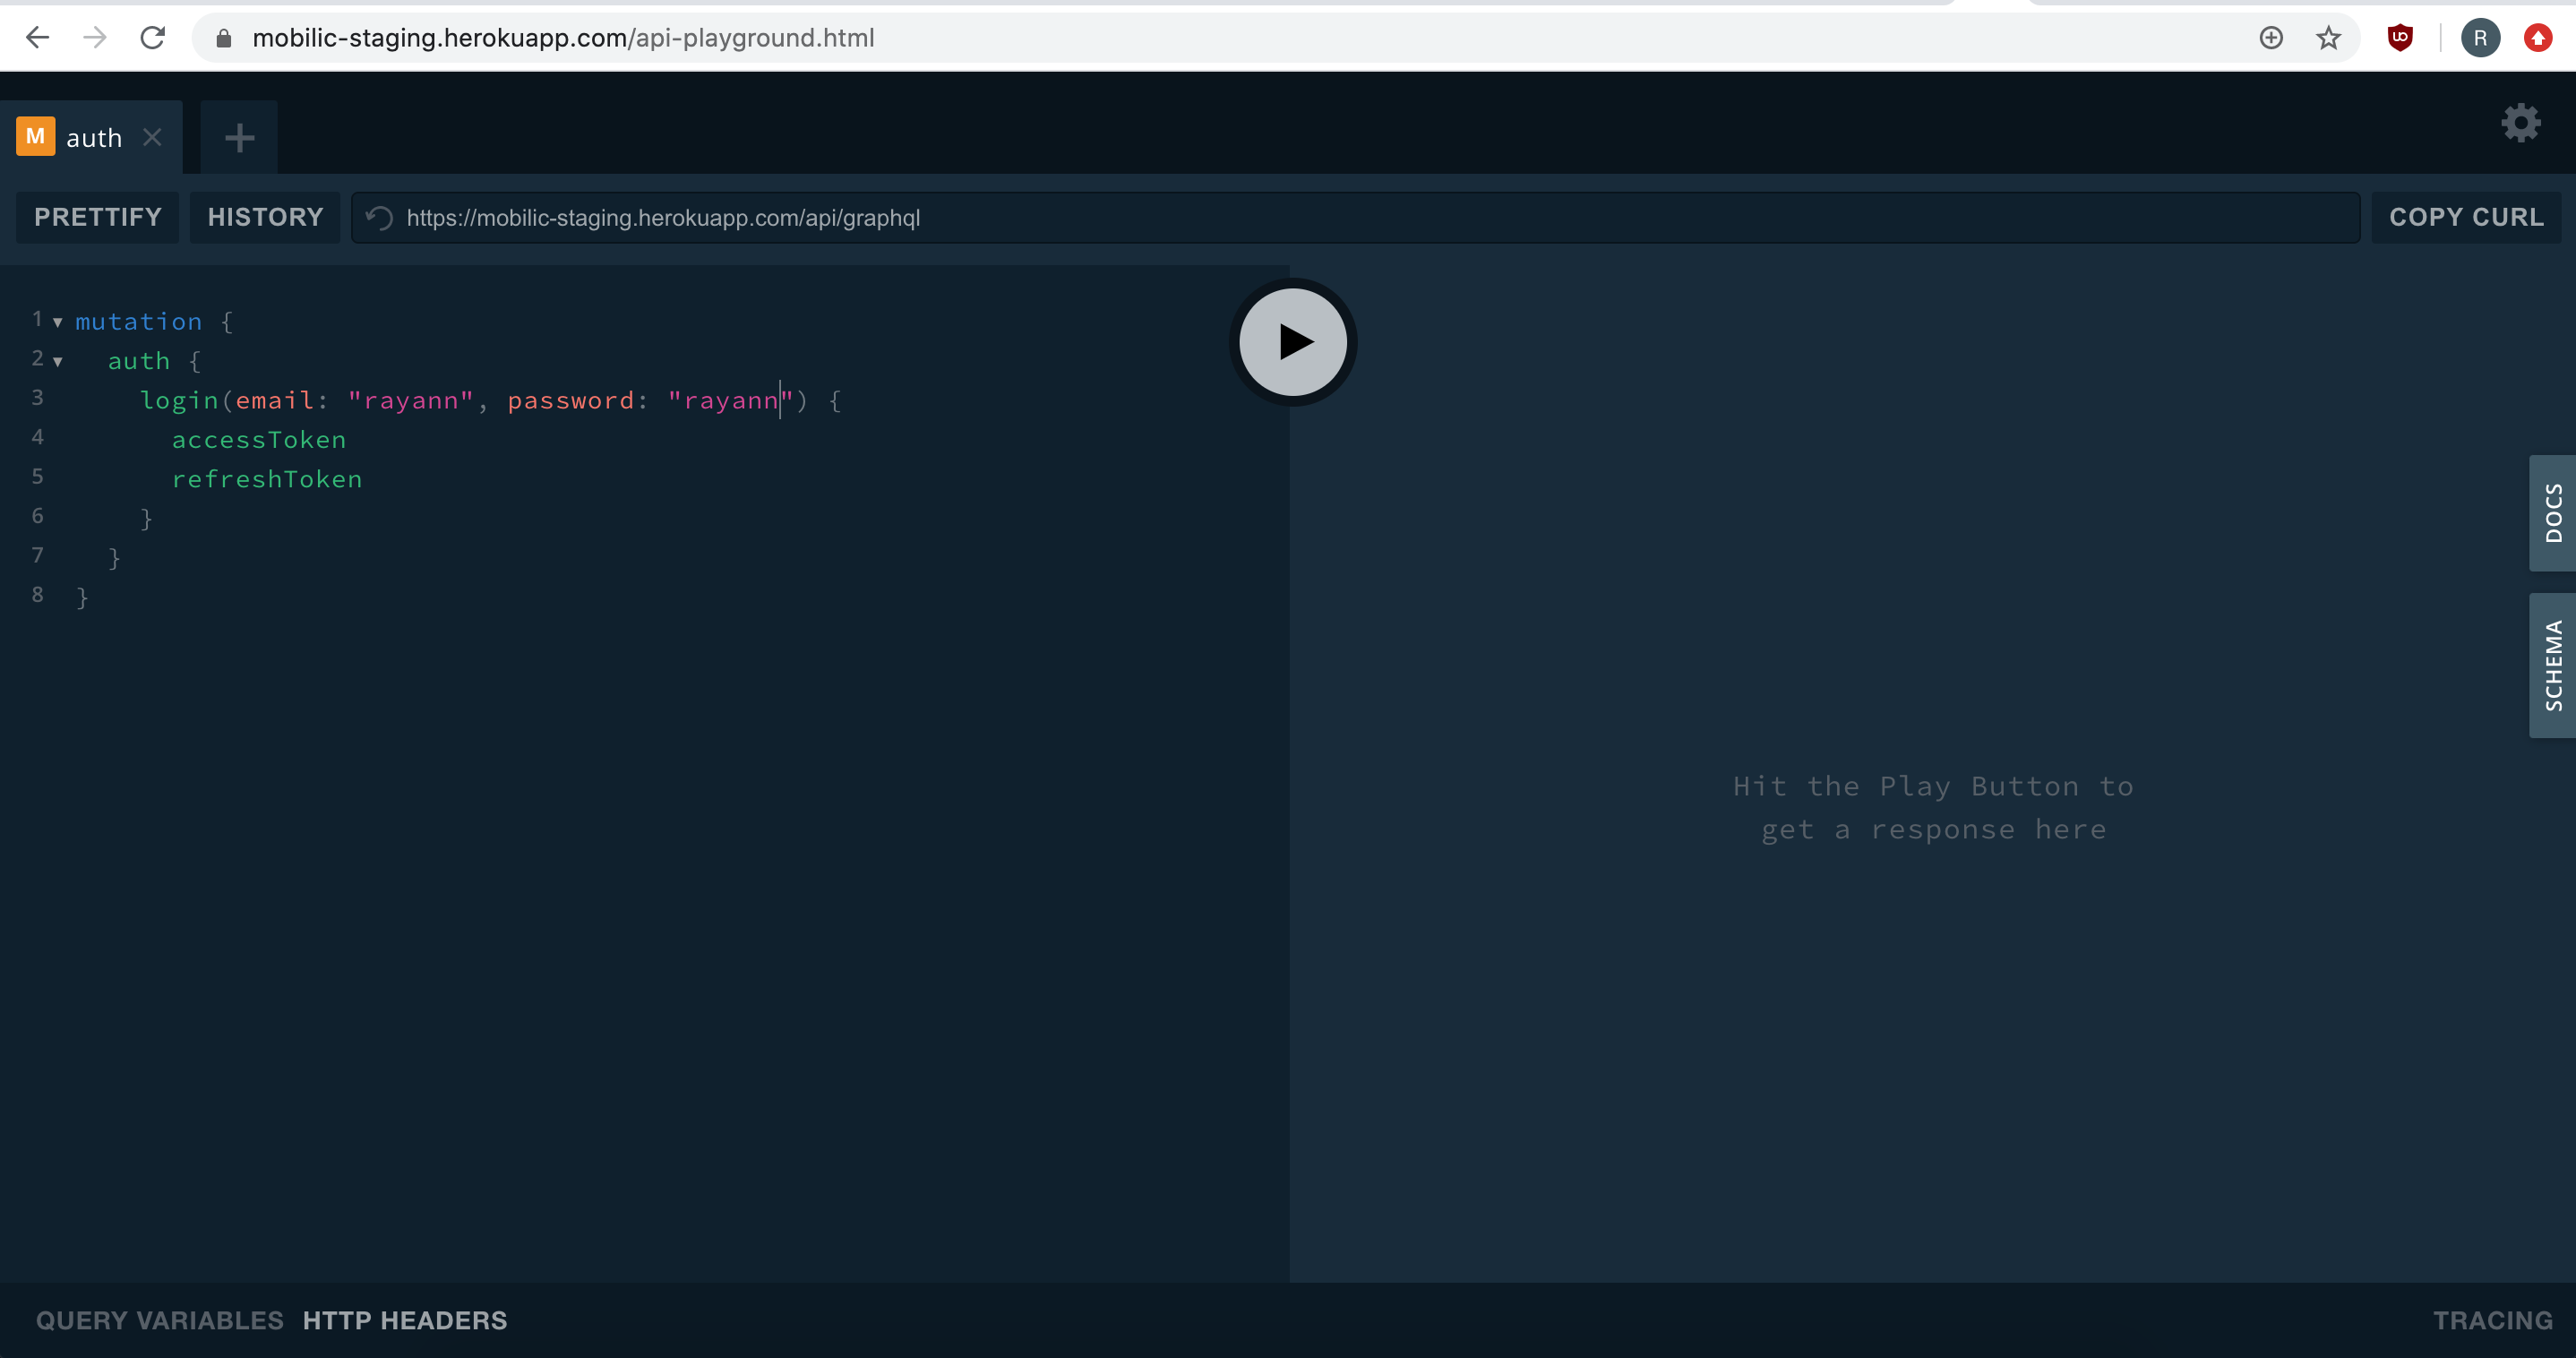 mobilic-staging.herokuapp.com/api-playground.html
R
M auth
PRETTIFY HISTORY https://mobilic-staging.herokuapp.com/api/graphql COPY CURL
1 mutation {
2 auth {
3 login(email: "rayann", password: "rayann") {
4 accessToken
5 refreshToken
6 }
7 }
8 }
Hit the Play Button to
get a response here
DOCS
SCHEMA
QUERY VARIABLES HTTP HEADERS TRACING